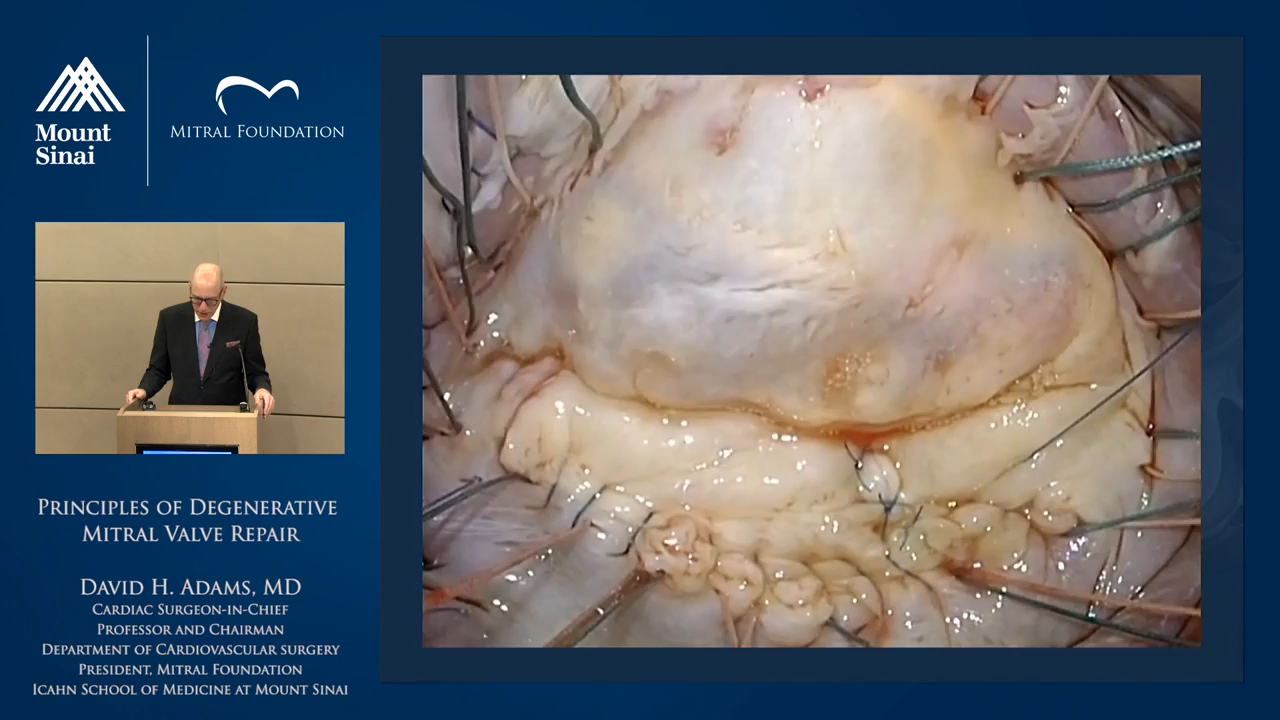 Mount
Sinai
MITRAL FOUNDATION
PRINCIPLES OF DEGENERATIVE
MITRAL VALVE REPAIR
DAVID H. ADAMS, MD
CARDIAC SURGEON-IN-CHIEF
PROFESSOR AND CHAIRMAN
DEPARTMENT OF CARDIOVASCULAR SURGERY
PRESIDENT, MITRAL FOUNDATION
ICAHN SCHOOL OF MEDICINE AT MOUNT SINAI